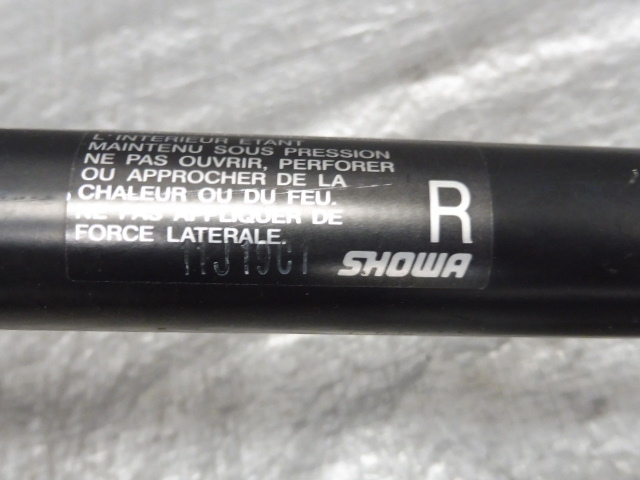 L'INTERIEUR ETANT
MAINTENU SOUS PRESSION
NE PAS OUVRIR, PERFORER
OU APPROCHER DE LA
CHALEUR OU DU FEU.
NE PAS APPLIQUER DE
FORCE LATERALE.
R
SHOWA